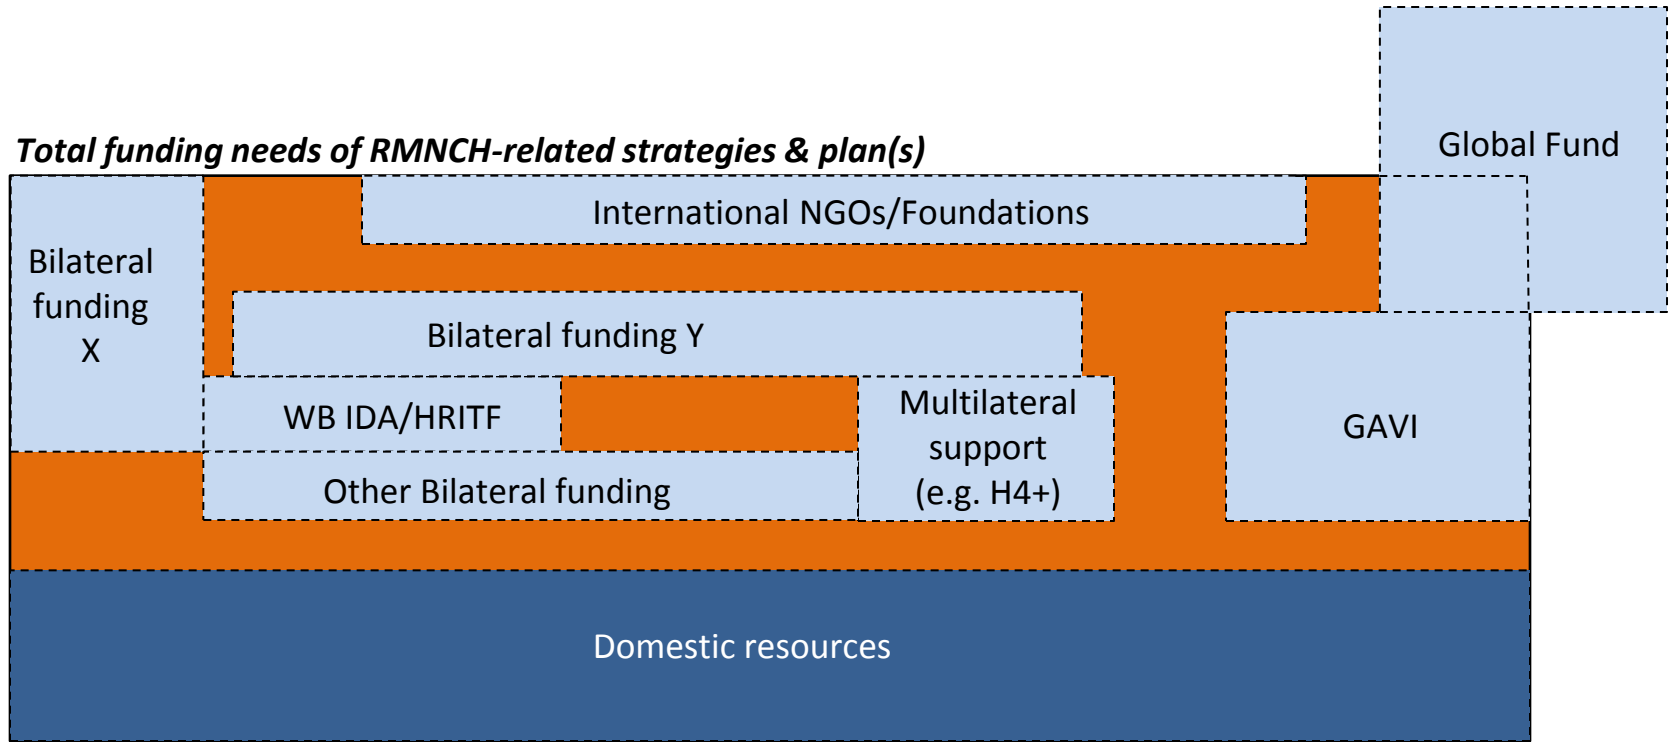 Total funding needs of RMNCH-related strategies & plan(s)
Global Fund
International NGOs/Foundations
Bilateral
funding
X
Bilateral funding Y
WB IDA/HRITF
Multilateral
support
(e.g. H4+)
GAVI
Other Bilateral funding
Domestic resources